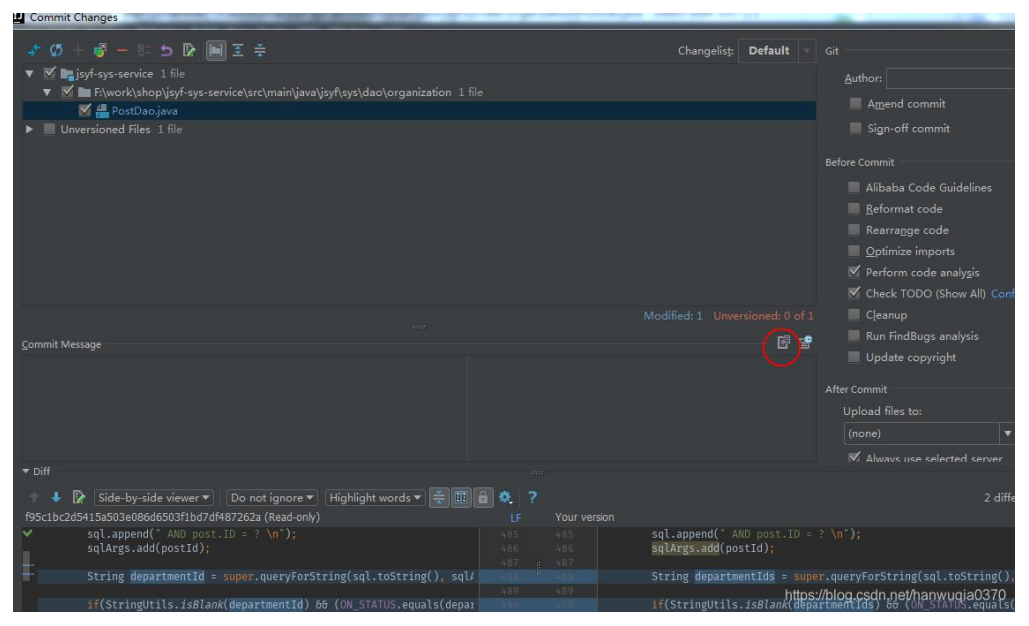 Commit Changes
Changelist: Default
Git
jsyf-sys-service 1 file
F:\work\shop\jsyf-sys-service\src\main\java\jsyf\sys\dao\organization 1 file
PostDao.java
Unversioned Files 1 file
Author:
Amend commit
Sign-off commit
Before Commit
Alibaba Code Guidelines
Reformat code
Rearrange code
Optimize imports
Perform code analysis
Check TODO (Show All) Conf
Cleanup
Run FindBugs analysis
Update copyright
Modified: 1 Unversioned: 0 of 1
Commit Message
After Commit
Upload files to:
(none)
Always use selected server
Diff
Side-by-side viewer Do not ignore Highlight words ? 2 diffe
f95c1bc2d5415a503e086d6503f1bd7df487262a (Read-only) LF Your version
sql.append(" AND post.ID = ? \n"); 485 485 sql.append(" AND post.ID = ? \n");
sqlArgs.add(postId); 486 486 sqlArgs.add(postId);
487 487
String departmentId = super.queryForString(sql.toString(), sqlA 488 488 String departmentIds = super.queryForString(sql.toString(),
489 489
if(StringUtils.isBlank(departmentId) && (ON_STATUS.equals(depar 490 490 if(StringUtils.isBlank(departmentIds) && (ON_STATUS.equals(
https://blog.csdn.net/hanwuqia0370